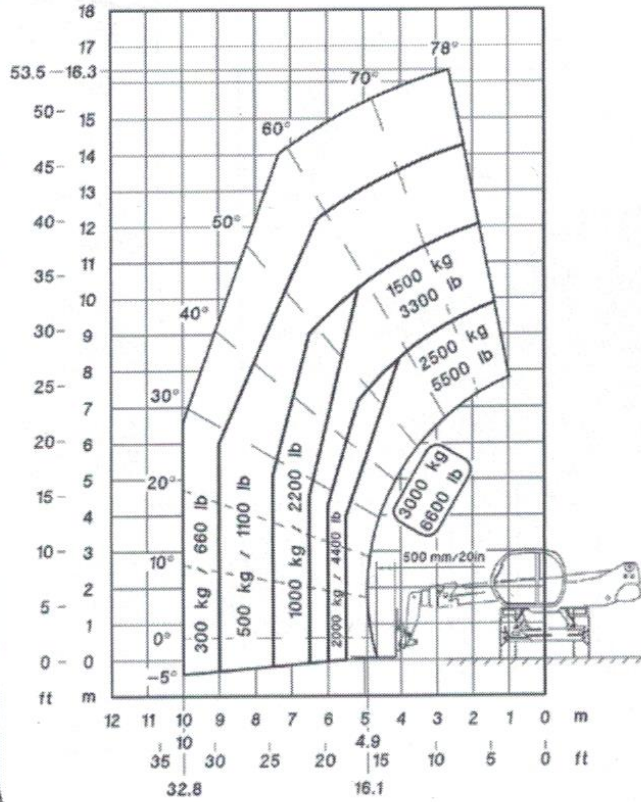 18
17
53.5 16.3
50 15
14
45
13
40 12
35 11
10
30 9
25 8
7
20 6
5
15 4
10 3
2
5 1
0 0
ft m
78°
70°
60°
50°
40°
30°
20°
10°
0°
-5°
1500 kg
3300 lb
2500 kg
5500 lb
3000 kg
6600 lb
300 kg 660 lb
500 kg / 1100 lb
1000 kg / 2200 lb
2000 kg / 4400 lb
500 mm/20in
12 11 10 9 8 7 6 5 4 3 2 1 0 m
10 4.9
35 30 25 20 15 10 5 0 ft
32.8 16.1